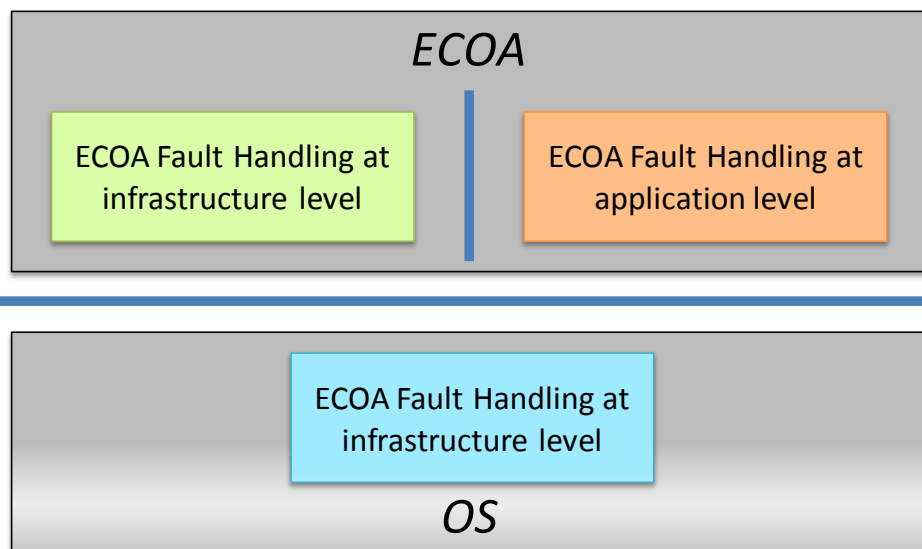 ECOA
ECOA Fault Handling at
infrastructure level
ECOA Fault Handling at
application level
ECOA Fault Handling at
infrastructure level
OS